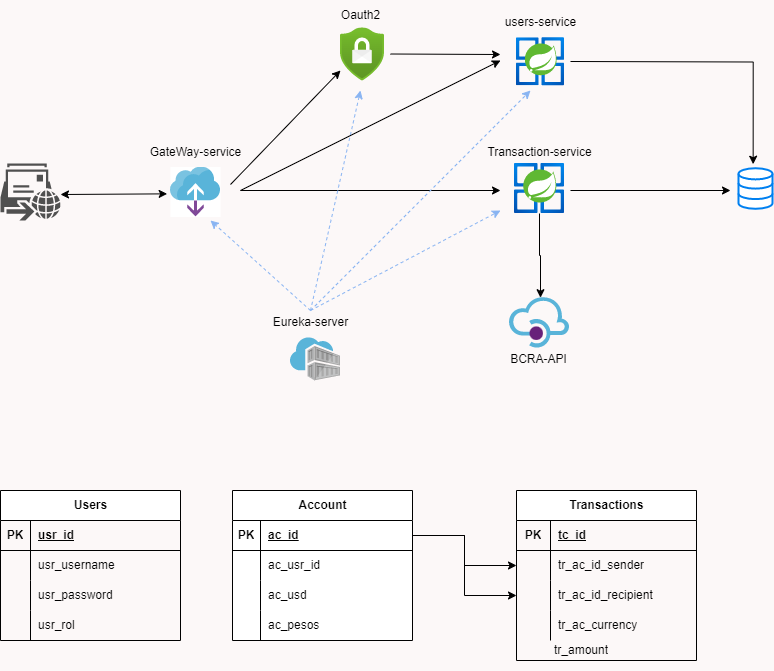 Oauth2
users-service
GateWay-service
Transaction-service
Eureka-server
BCRA-API
Users
PK usr_id
usr_username
usr_password
usr_rol
Account
PK ac_id
ac_usr_id
ac_usd
ac_pesos
Transactions
PK tc_id
tr_ac_id_sender
tr_ac_id_recipient
tr_ac_currency
tr_amount